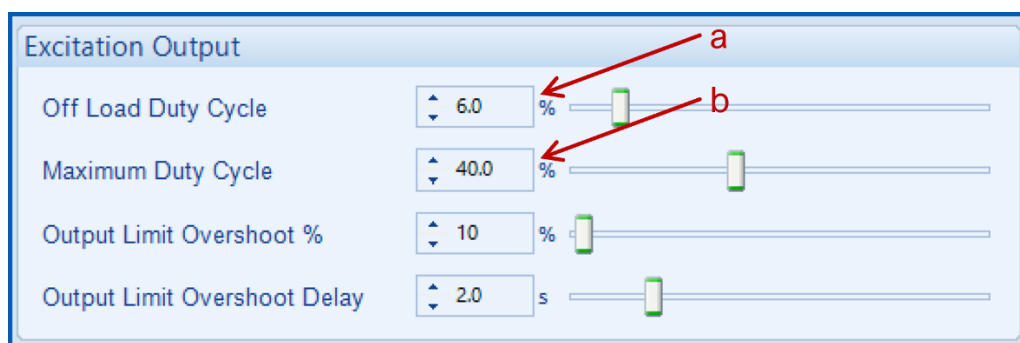 Excitation Output
a
Off Load Duty Cycle 6.0 %
b
Maximum Duty Cycle 40.0 %
Output Limit Overshoot % 10 %
Output Limit Overshoot Delay 2.0 s